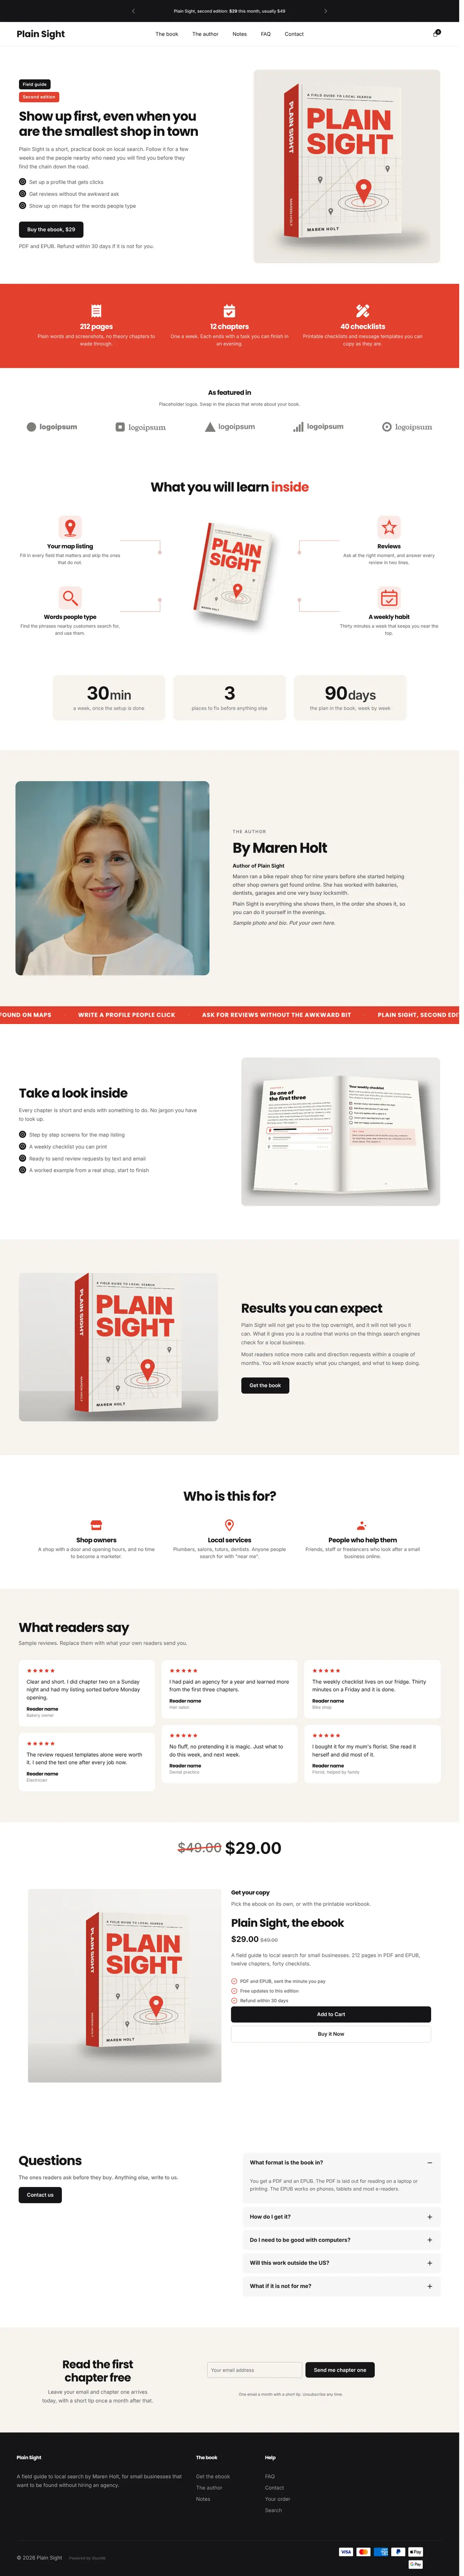 Plain Sight, second edition: $29 this month, usually $49
Plain Sight
The book
The author
Notes
FAQ
Contact
Field guide
Second edition
Show up first, even when you
are the smallest shop in town
Plain Sight is a short, practical book on local search. Follow it for a few
weeks and the people nearby who need you will find you before they
find the chain down the road.
Set up a profile that gets clicks
Get reviews without the awkward ask
Show up on maps for the words people type
Buy the ebook, $29
PDF and EPUB. Refund within 30 days if it is not for you.
A FIELD GUIDE TO LOCAL SEARCH
PLAIN
SIGHT
MAREN HOLT
PLAIN SIGHT
212 pages
Plain words and screenshots, no theory chapters to
wade through.
12 chapters
One a week. Each ends with a task you can finish in
an evening.
40 checklists
Printable checklists and message templates you can
copy as they are.
As featured in
Placeholder logos. Swap in the places that wrote about your book.
logoipsum
logoipsum
logoipsum
logoipsum
logoipsum
What you will learn inside
Your map listing
Fill in every field that matters and skip the ones
that do not.
Words people type
Find the phrases nearby customers search for,
and use them.
PLAIN
SIGHT
MAREN HOLT
Reviews
Ask at the right moment, and answer every
review in two lines.
A weekly habit
Thirty minutes a week that keeps you near the
top.
30min
a week, once the setup is done
3
places to fix before anything else
90days
the plan in the book, week by week
THE AUTHOR
By Maren Holt
Author of Plain Sight
Maren ran a bike repair shop for nine years before she started helping
other shop owners get found online. She has worked with bakeries,
dentists, garages and one very busy locksmith.
Plain Sight is everything she shows them, in the order she shows it, so
you can do it yourself in the evenings.
Sample photo and bio. Put your own here.
FOUND ON MAPS
WRITE A PROFILE PEOPLE CLICK
ASK FOR REVIEWS WITHOUT THE AWKWARD BIT
PLAIN SIGHT, SECOND EDIT
Take a look inside
Every chapter is short and ends with something to do. No jargon you have
to look up.
Step by step screens for the map listing
A weekly checklist you can print
Ready to send review requests by text and email
A worked example from a real shop, start to finish
Be one of
the first three
Your weekly checklist
A FIELD GUIDE TO LOCAL SEARCH
PLAIN
SIGHT
MAREN HOLT
PLAIN SIGHT
Results you can expect
Plain Sight will not get you to the top overnight, and it will not tell you it
can. What it gives you is a routine that works on the things search engines
check for a local business.
Most readers notice more calls and direction requests within a couple of
months. You will know exactly what you changed, and what to keep doing.
Get the book
Who is this for?
Shop owners
A shop with a door and opening hours, and no time
to become a marketer.
Local services
Plumbers, salons, tutors, dentists. Anyone people
search for with "near me".
People who help them
Friends, staff or freelancers who look after a small
business online.
What readers say
Sample reviews. Replace them with what your own readers send you.
Clear and short. I did chapter two on a Sunday
night and had my listing sorted before Monday
opening.
Reader name
Bakery owner
I had paid an agency for a year and learned more
from the first three chapters.
Reader name
Hair salon
The weekly checklist lives on our fridge. Thirty
minutes on a Friday and it is done.
Reader name
Bike shop
The review request templates alone were worth
it. I send the text one after every job now.
Reader name
Electrician
No fluff, no pretending it is magic. Just what to
do this week, and next week.
Reader name
Dental practice
I bought it for my mum's florist. She read it
herself and did most of it.
Reader name
Florist, helped by family
$49.00 $29.00
A FIELD GUIDE TO LOCAL SEARCH
PLAIN
SIGHT
MAREN HOLT
PLAIN SIGHT
Get your copy
Pick the ebook on its own, or with the printable workbook.
Plain Sight, the ebook
$29.00 $49.00
A field guide to local search for small businesses. 212 pages in PDF and EPUB,
twelve chapters, forty checklists.
PDF and EPUB, sent the minute you pay
Free updates to this edition
Refund within 30 days
Add to Cart
Buy it Now
Questions
The ones readers ask before they buy. Anything else, write to us.
Contact us
What format is the book in?
You get a PDF and an EPUB. The PDF is laid out for reading on a laptop or
printing. The EPUB works on phones, tablets and most e-readers.
How do I get it?
Do I need to be good with computers?
Will this work outside the US?
What if it is not for me?
Read the first
chapter free
Leave your email and chapter one arrives
today, with a short tip once a month after that.
Your email address
Send me chapter one
One email a month with a short tip. Unsubscribe any time.
Plain Sight
A field guide to local search by Maren Holt, for small businesses that
want to be found without hiring an agency.
The book
Get the ebook
The author
Notes
Help
FAQ
Contact
Your order
Search
© 2026 Plain Sight
VISA
PayPal
Pay
G Pay